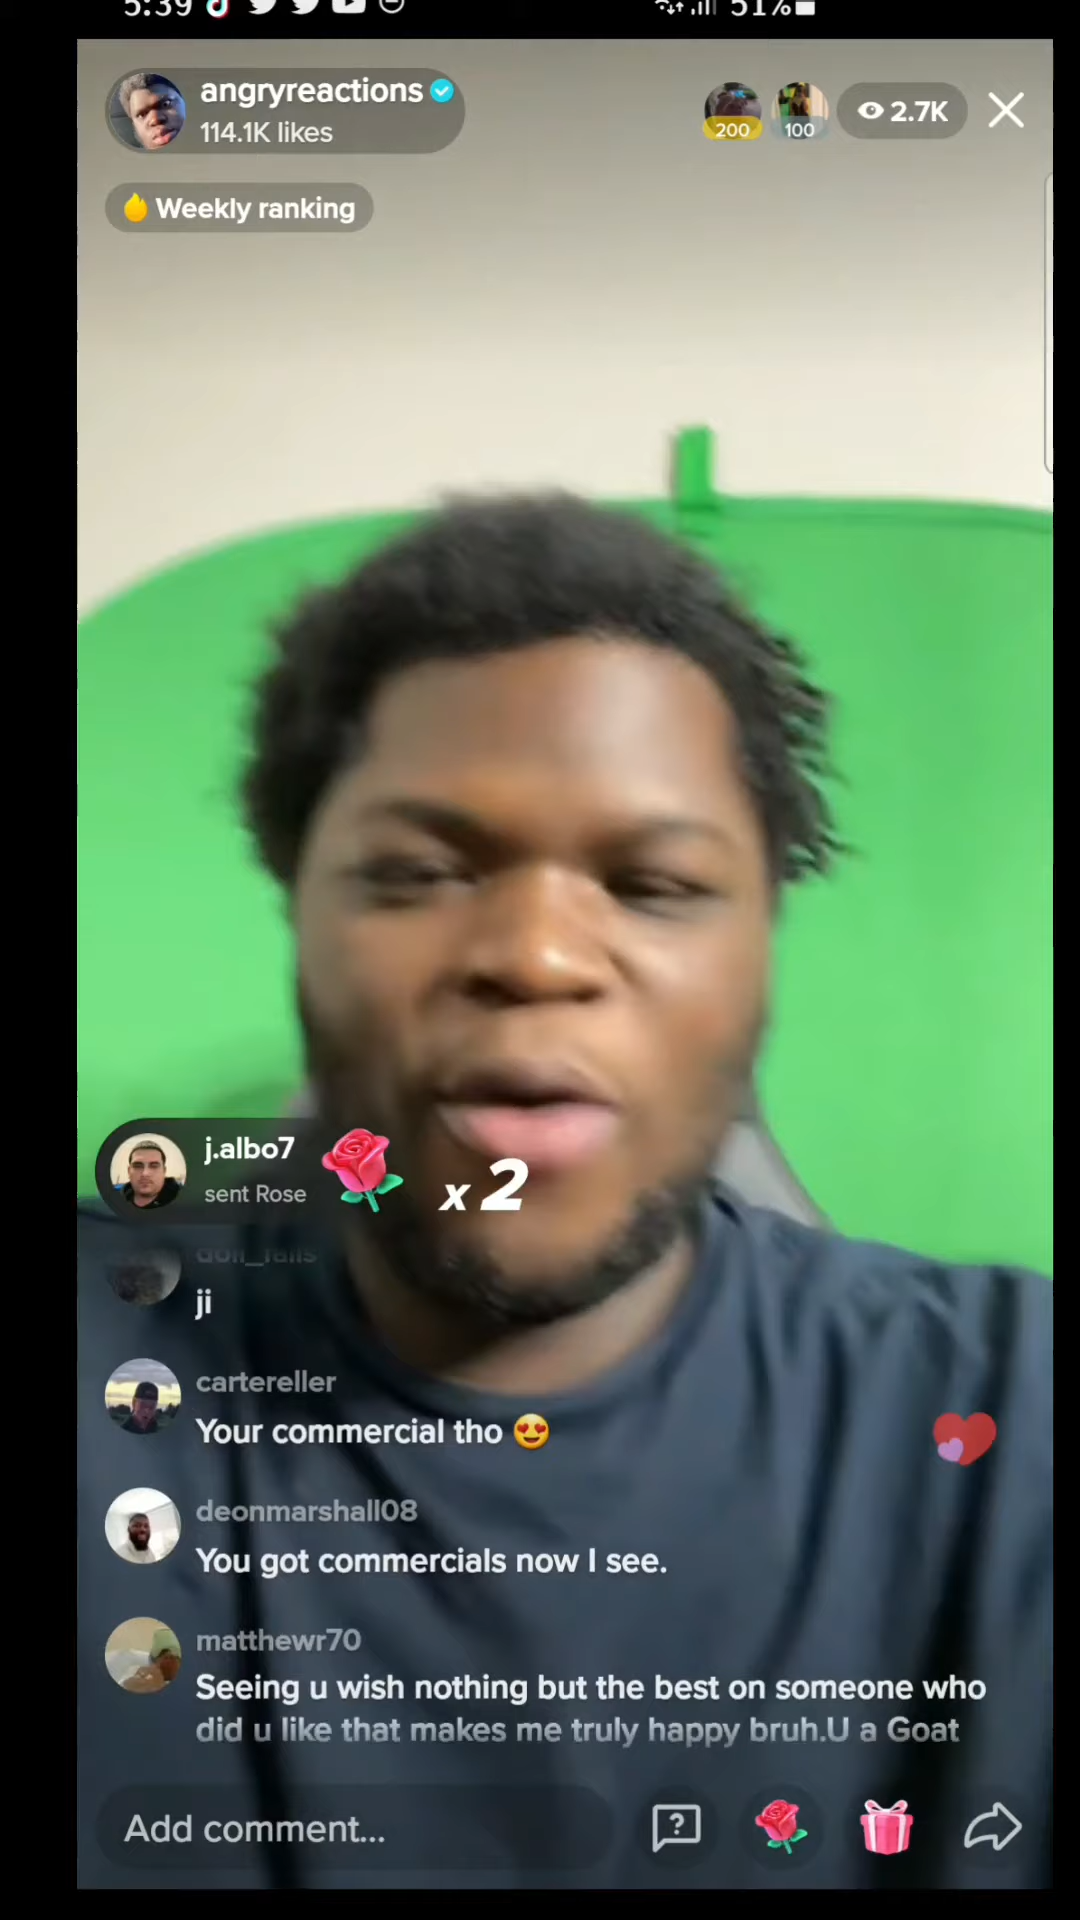 5:39
51%
angryreactions
114.1K likes
200
100
2.7K
Weekly ranking
j.albo7
sent Rose
x 2
ji
cartereller
Your commercial tho 😍
deonmarshall08
You got commercials now I see.
matthewr70
Seeing u wish nothing but the best on someone who
did u like that makes me truly happy bruh.U a Goat
Add comment...
?